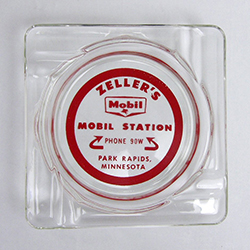 ZELLER'S
Mobil
MOBIL STATION
PHONE 90W
PARK RAPIDS,
MINNESOTA